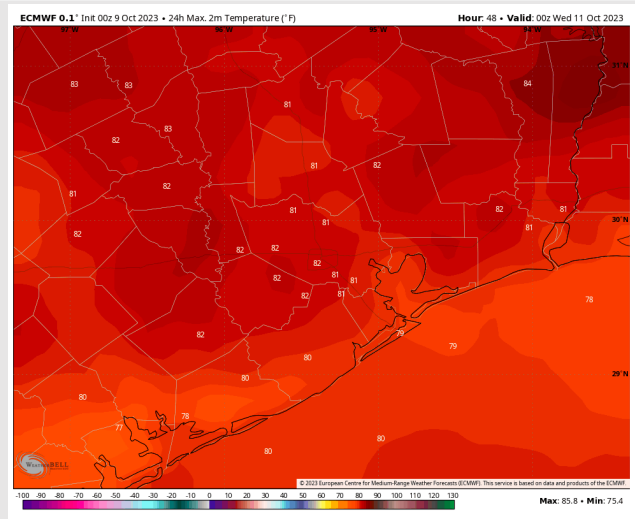 ECMWF 0.1° Init 00z 9 Oct 2023 • 24h Max. 2m Temperature (°F)
Hour: 48 • Valid: 00z Wed 11 Oct 2023
97°W 96°W 95°W 94°W
31°N
83 83 84
81
83
82
82 82
81
81 82 81
81
82 81 81
82 82
82 81
82 81
82 81
30°N
78
82 79 79
80
29°N
80
80
78
77
80 80
WeatherBELL
© 2023 European Centre for Medium-Range Weather Forecasts (ECMWF). This service is based on data and products of the ECMWF.
-100 -90 -80 -70 -60 -50 -40 -30 -20 -10 0 10 20 30 40 50 60 70 80 90 100 110 120 130
Max: 85.8 • Min: 75.4